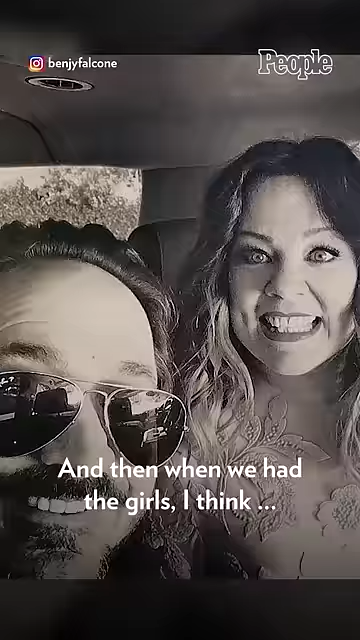 benjyfalcone
People
And then when we had
the girls, I think ...